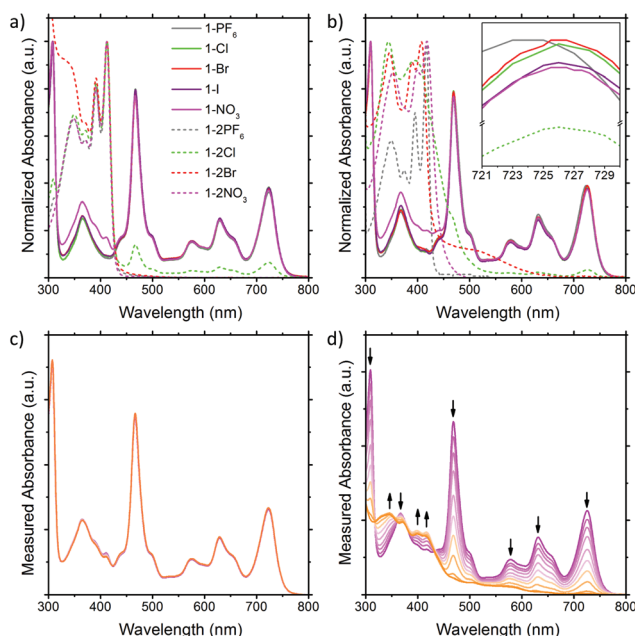 a)
Normalized Absorbance (a.u.)
1-PF₆
1-Cl
1-Br
1-I
1-NO₃
1-2PF₆
1-2Cl
1-2Br
1-2NO₃
300 400 500 600 700 800
Wavelength (nm)
b)
Normalized Absorbance (a.u.)
721 723 725 727 729
300 400 500 600 700 800
Wavelength (nm)
c)
Measured Absorbance (a.u.)
300 400 500 600 700 800
Wavelength (nm)
d)
Measured Absorbance (a.u.)
300 400 500 600 700 800
Wavelength (nm)